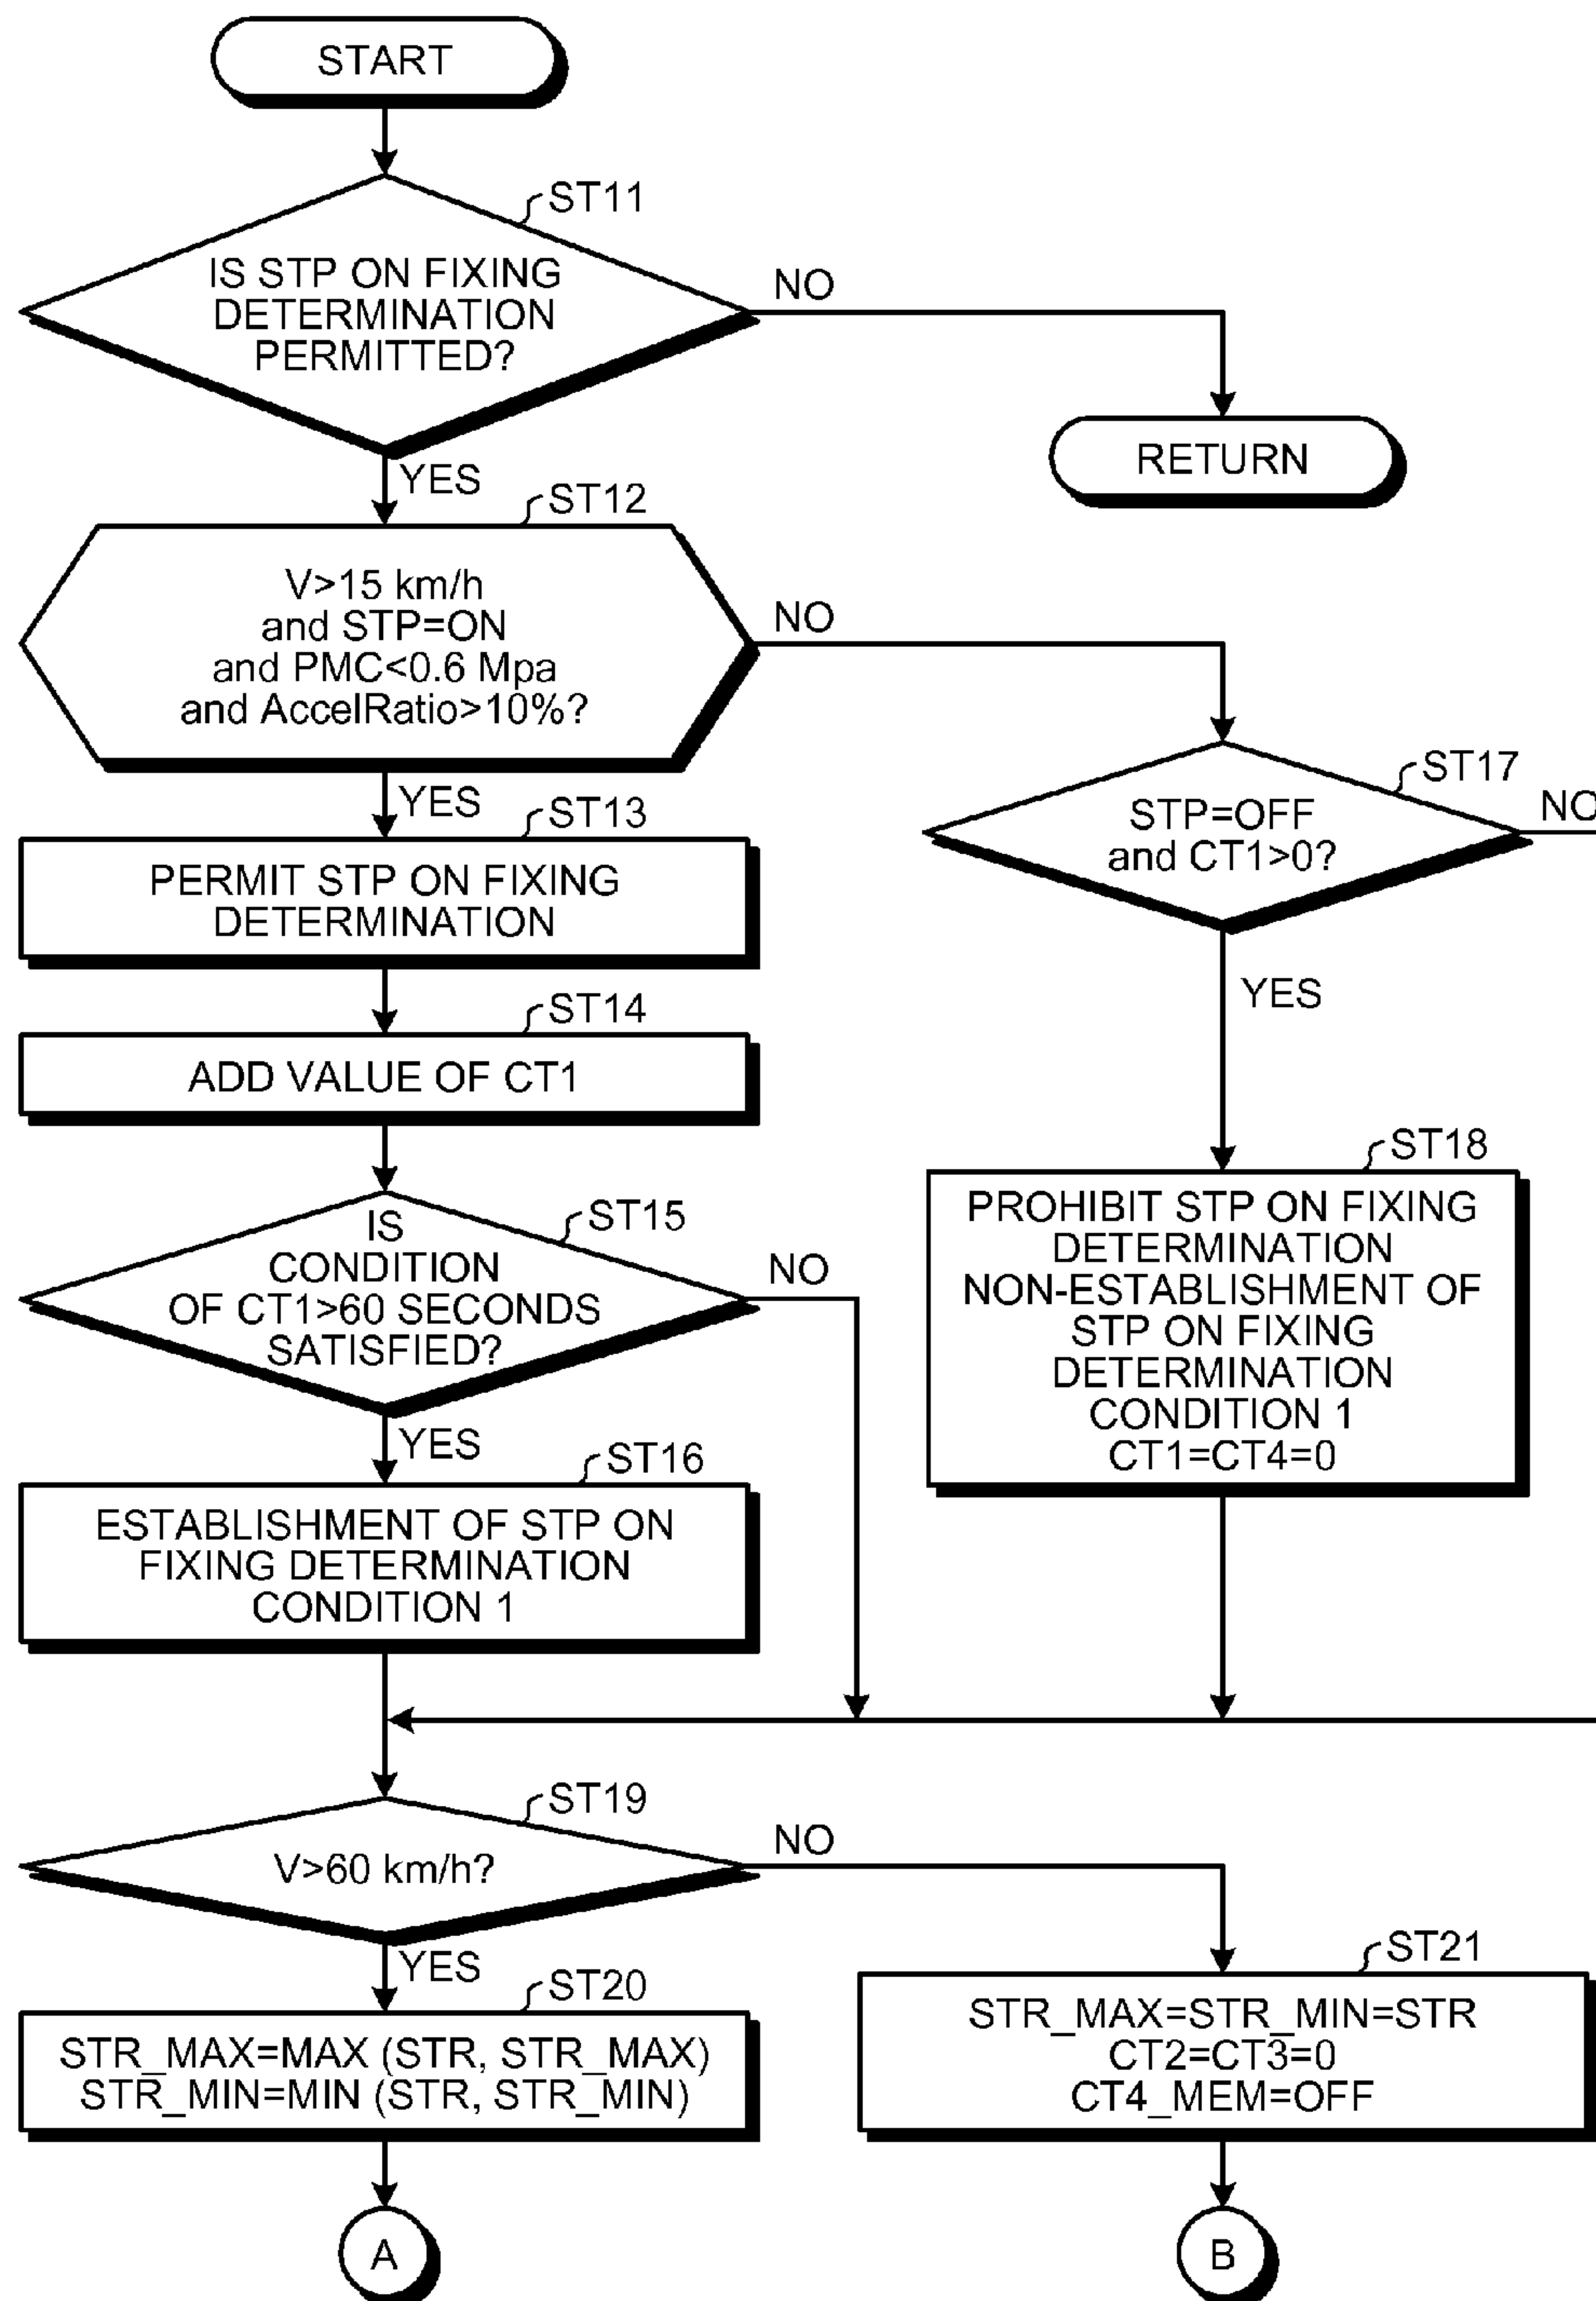 START
ST11
IS STP ON FIXING
DETERMINATION
PERMITTED?
NO
RETURN
YES
ST12
V>15 km/h
and STP=ON
and PMC<0.6 Mpa
and AccelRatio>10%?
NO
YES
ST13
PERMIT STP ON FIXING
DETERMINATION
ST14
ADD VALUE OF CT1
ST15
IS
CONDITION
OF CT1>60 SECONDS
SATISFIED?
NO
YES
ST16
ESTABLISHMENT OF STP ON
FIXING DETERMINATION
CONDITION 1
ST17
STP=OFF
and CT1>0?
NO
YES
ST18
PROHIBIT STP ON FIXING
DETERMINATION
NON-ESTABLISHMENT OF
STP ON FIXING
DETERMINATION
CONDITION 1
CT1=CT4=0
ST19
V>60 km/h?
NO
YES
ST20
STR_MAX=MAX (STR, STR_MAX)
STR_MIN=MIN (STR, STR_MIN)
A
ST21
STR_MAX=STR_MIN=STR
CT2=CT3=0
CT4_MEM=OFF
B